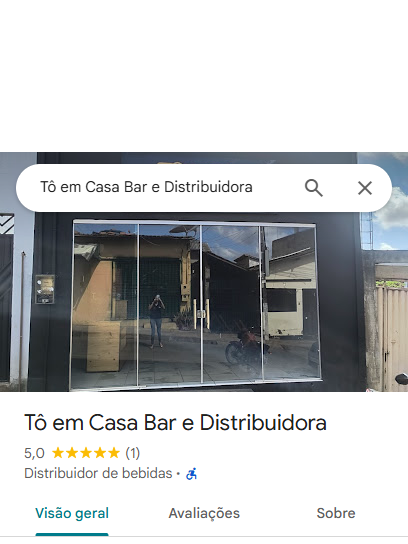 Tô em Casa Bar e Distribuidora
Tô em Casa Bar e Distribuidora
5,0 (1)
Distribuidor de bebidas ·
Visão geral Avaliações Sobre